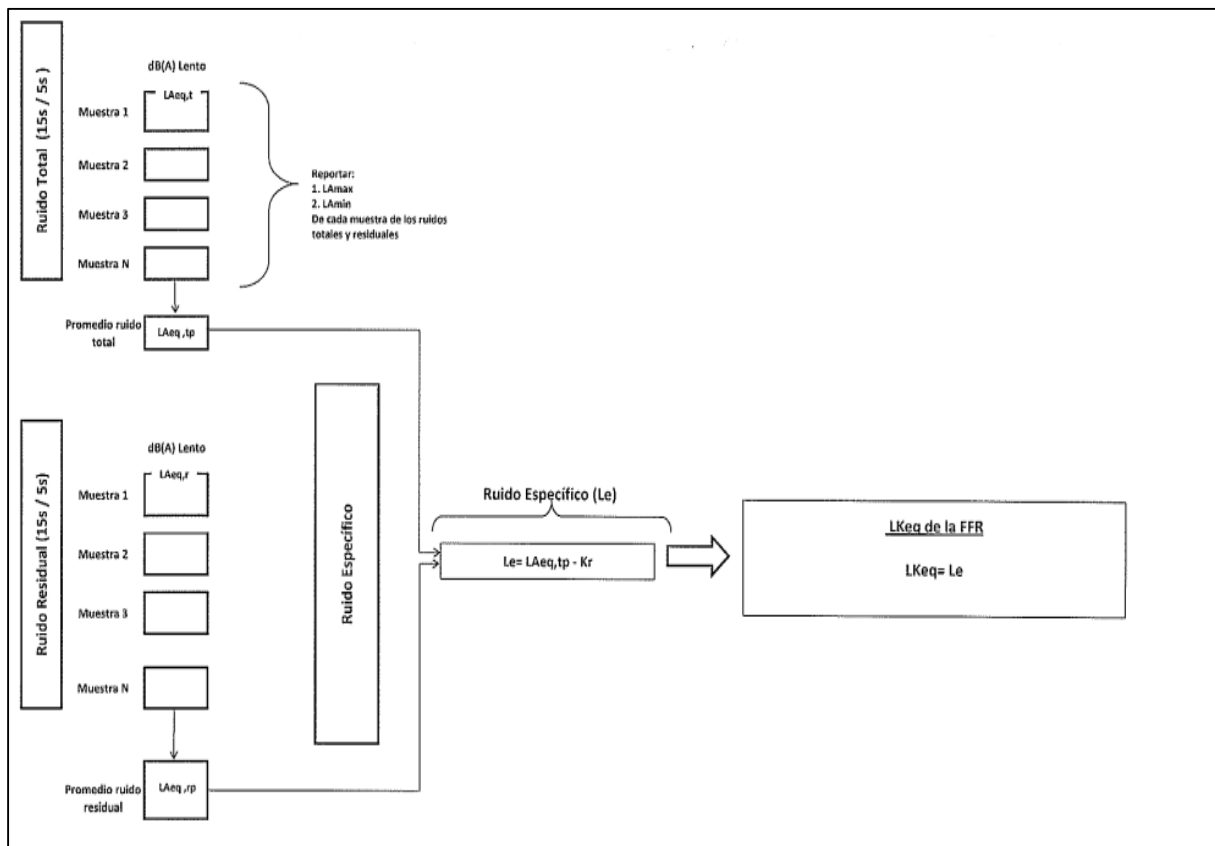 Ruido Total (15s / 5s)
dB(A) Lento
LAeq,t
Muestra 1
Muestra 2
Muestra 3
Muestra N
Reportar:
1. LAmax
2. LAmin
De cada muestra de los ruidos
totales y residuales
Promedio ruido
total
LAeq ,tp
Ruido Residual (15s / 5s)
dB(A) Lento
LAeq,r
Muestra 1
Muestra 2
Muestra 3
Muestra N
Promedio ruido
residual
LAeq ,rp
Ruido Específico
Ruido Específico (Le)
Le= LAeq,tp - Kr
LKeq de la FFR
LKeq= Le